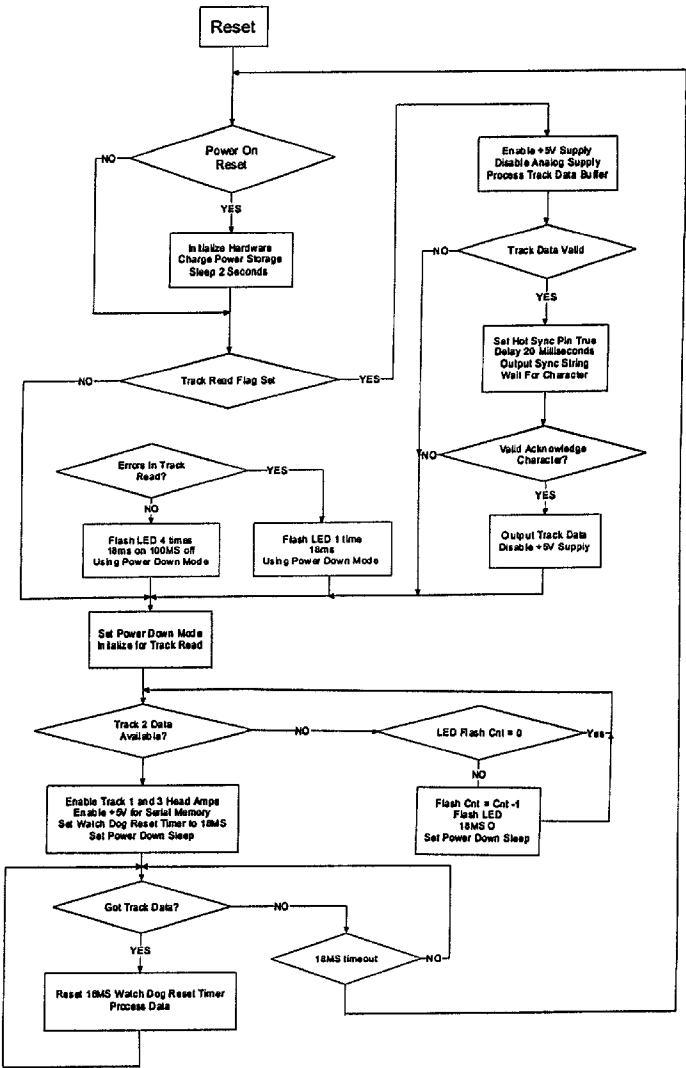 Reset
Power On
Reset
NO
YES
Initialize Hardware
Charge Power Storage
Sleep 2 Seconds
Enable +5V Supply
Disable Analog Supply
Process Track Data Buffer
NO
Track Data Valid
YES
Set Hot Sync Pin True
Delay 20 Milliseconds
Output Sync String
Wait For Character
NO
Track Read Flag Set
YES
NO
Valid Acknowledge
Character?
YES
Output Track Data
Disable +5V Supply
Errors In Track
Read?
YES
NO
Flash LED 4 times
18ms on 100MS off
Using Power Down Mode
Flash LED 1 time
18ms
Using Power Down Mode
Set Power Down Mode
Initialize for Track Read
Track 2 Data
Available?
NO
LED Flash Cnt = 0
Yes
NO
Flash Cnt = Cnt -1
Flash LED
18MS O
Set Power Down Sleep
Enable Track 1 and 3 Head Amps
Enable +5V for Serial Memory
Set Watch Dog Reset Timer to 18MS
Set Power Down Sleep
Got Track Data?
NO
YES
18MS timeout
NO
Reset 18MS Watch Dog Reset Timer
Process Data